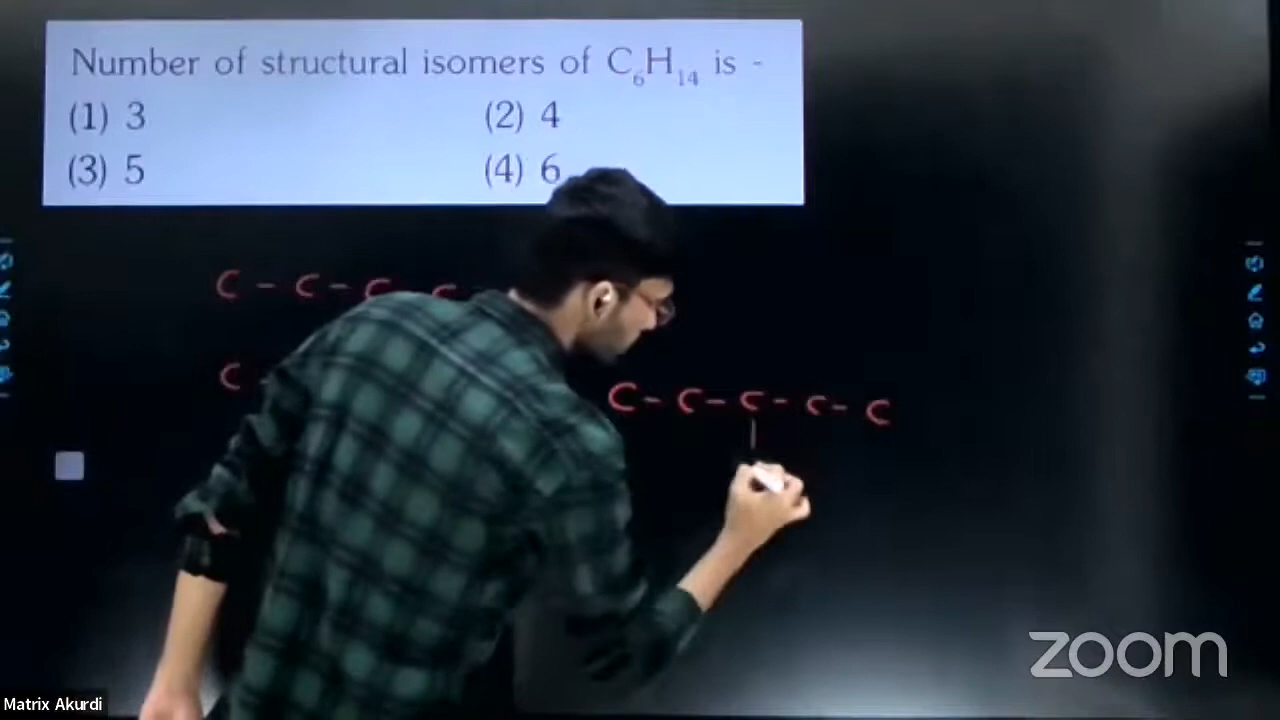 Number of structural isomers of C₆H₁₄ is -
(1) 3 (2) 4
(3) 5 (4) 6
C - C - C - C
C
C - C - C - C - C
zoom
Matrix Akurdi